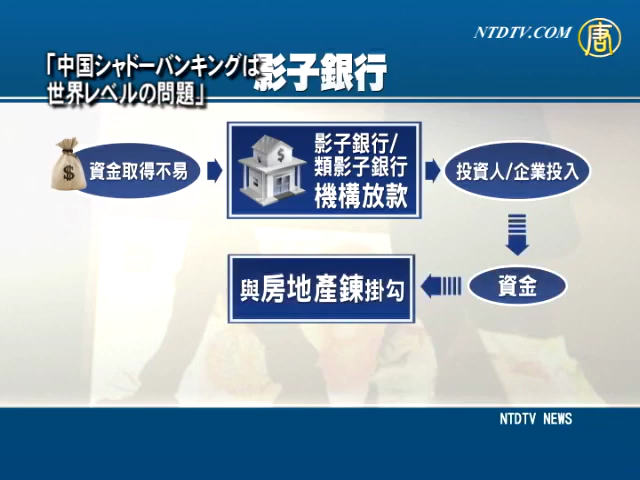 NTDTV.COM
唐
「中国シャドーバンキングは
世界レベルの問題」
影子銀行
$
資金取得不易
$
影子銀行/
類影子銀行
機構放款
投資人/企業投入
資金
與房地產鍊掛勾
NTDTV NEWS